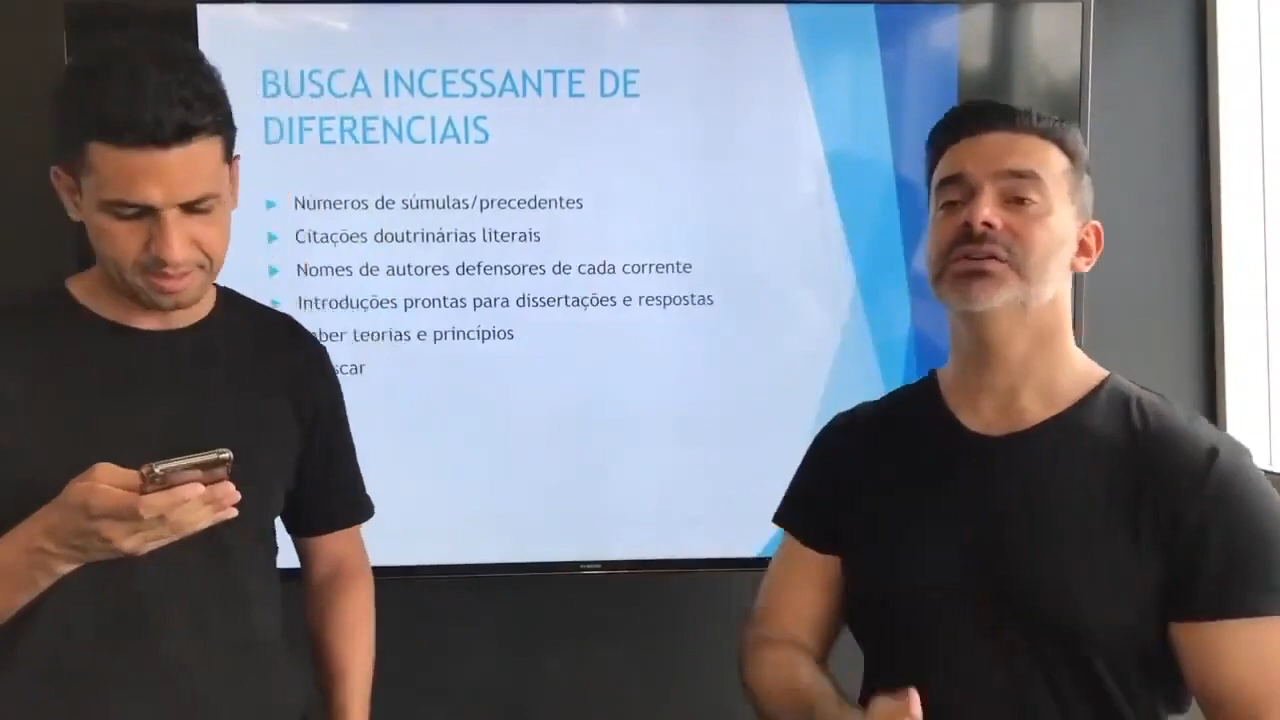 BUSCA INCESSANTE DE
DIFERENCIAIS
Números de súmulas/precedentes
Citações doutrinárias literais
Nomes de autores defensores de cada corrente
Introduções prontas para dissertações e respostas
teorias e princípios